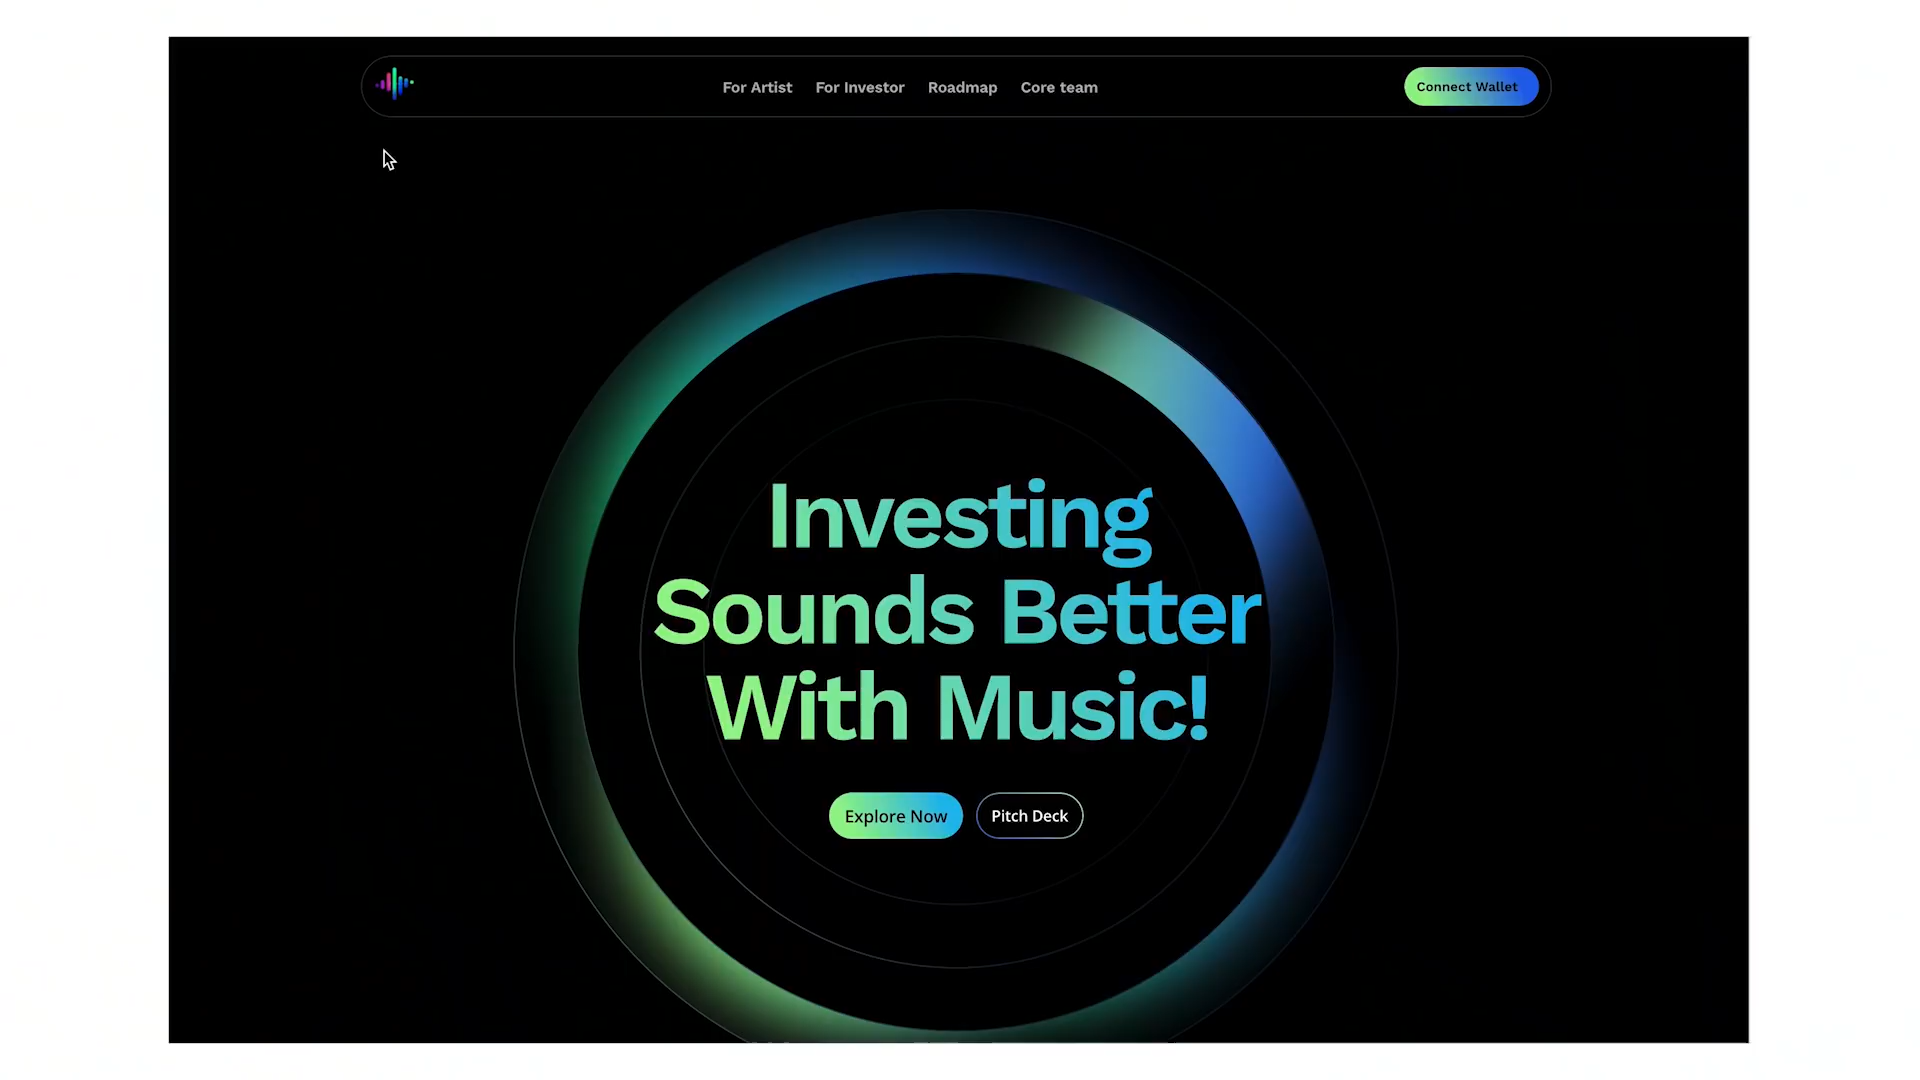 For Artist For Investor Roadmap Core team Connect Wallet
Investing
Sounds Better
With Music!
Explore Now Pitch Deck